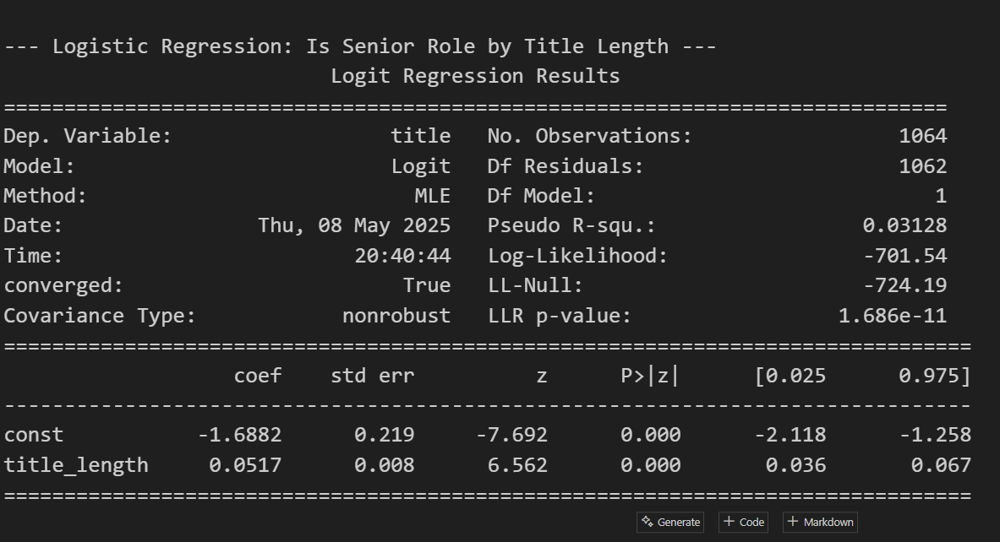 --- Logistic Regression: Is Senior Role by Title Length ---
Logit Regression Results
==============================================================================
Dep. Variable: title No. Observations: 1064
Model: Logit Df Residuals: 1062
Method: MLE Df Model: 1
Date: Thu, 08 May 2025 Pseudo R-squ.: 0.03128
Time: 20:40:44 Log-Likelihood: -701.54
converged: True LL-Null: -724.19
Covariance Type: nonrobust LLR p-value: 1.686e-11
================================================================================
coef std err z P>|z| [0.025 0.975]
--------------------------------------------------------------------------------
const -1.6882 0.219 -7.692 0.000 -2.118 -1.258
title_length 0.0517 0.008 6.562 0.000 0.036 0.067
================================================================================
Generate + Code + Markdown